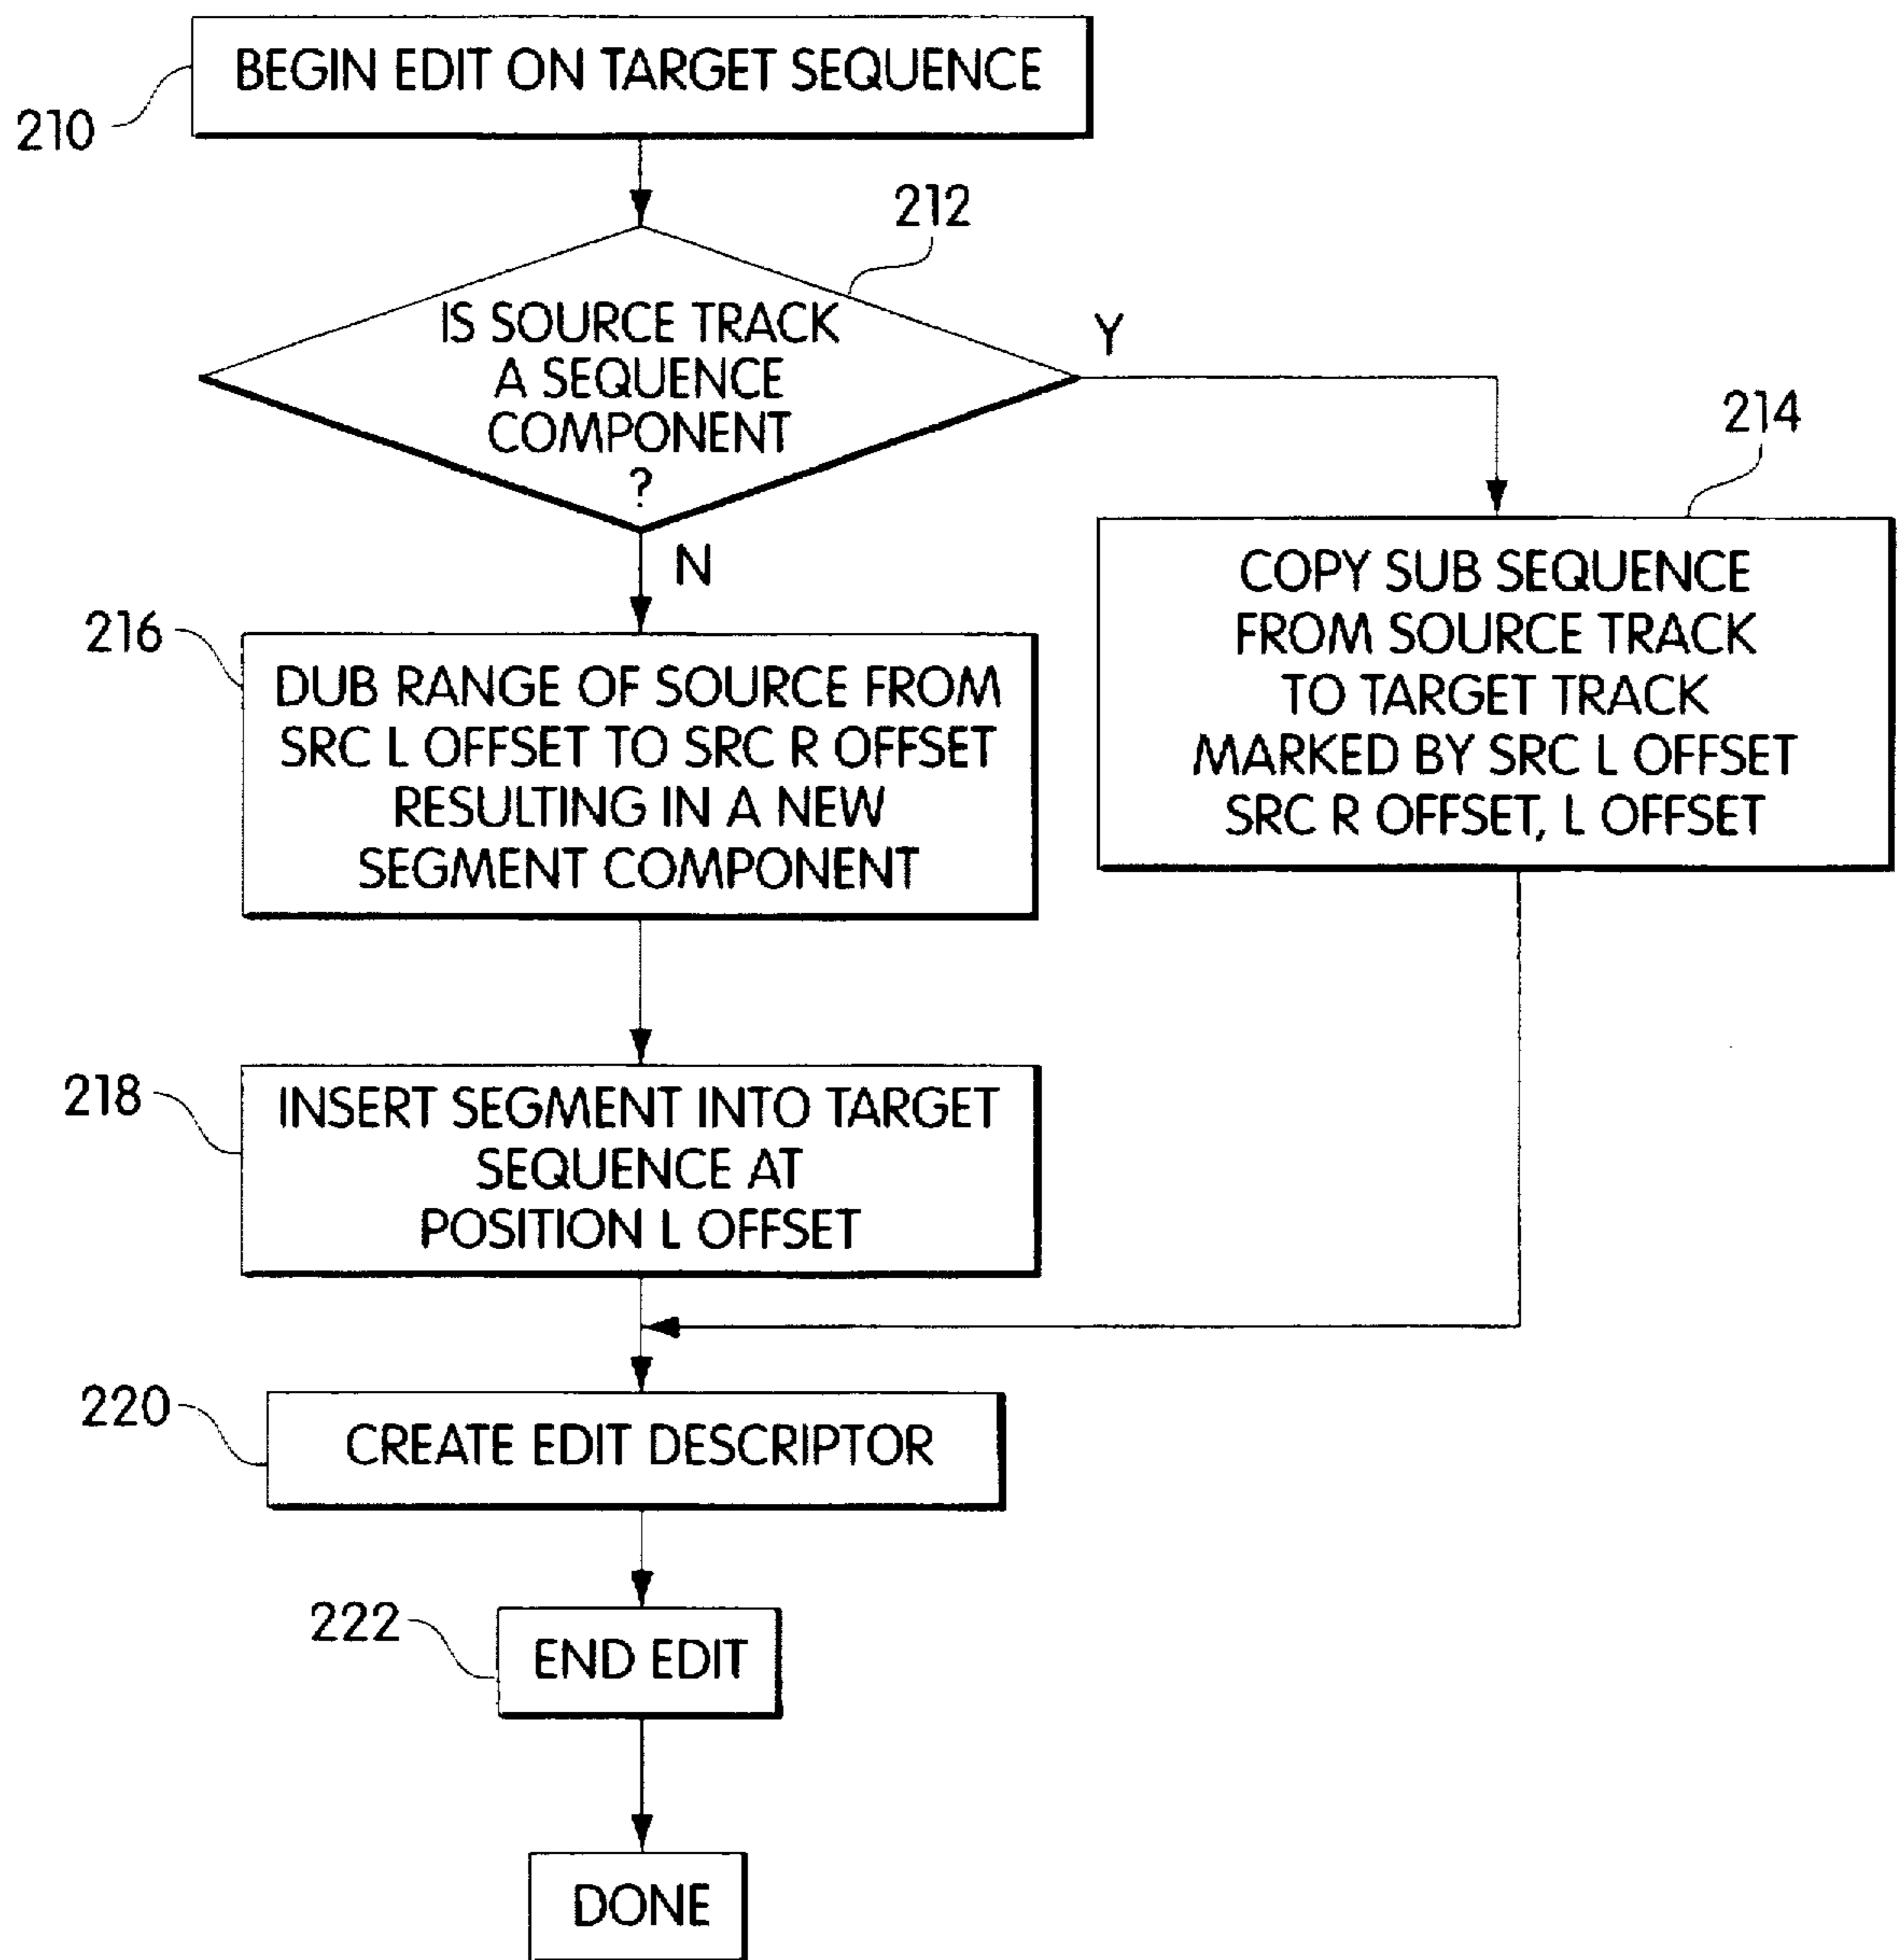 BEGIN EDIT ON TARGET SEQUENCE
210
212
IS SOURCE TRACK
A SEQUENCE
COMPONENT
?
Y
N
214
COPY SUB SEQUENCE
FROM SOURCE TRACK
TO TARGET TRACK
MARKED BY SRC L OFFSET
SRC R OFFSET, L OFFSET
216
DUB RANGE OF SOURCE FROM
SRC L OFFSET TO SRC R OFFSET
RESULTING IN A NEW
SEGMENT COMPONENT
218
INSERT SEGMENT INTO TARGET
SEQUENCE AT
POSITION L OFFSET
220
CREATE EDIT DESCRIPTOR
222
END EDIT
DONE